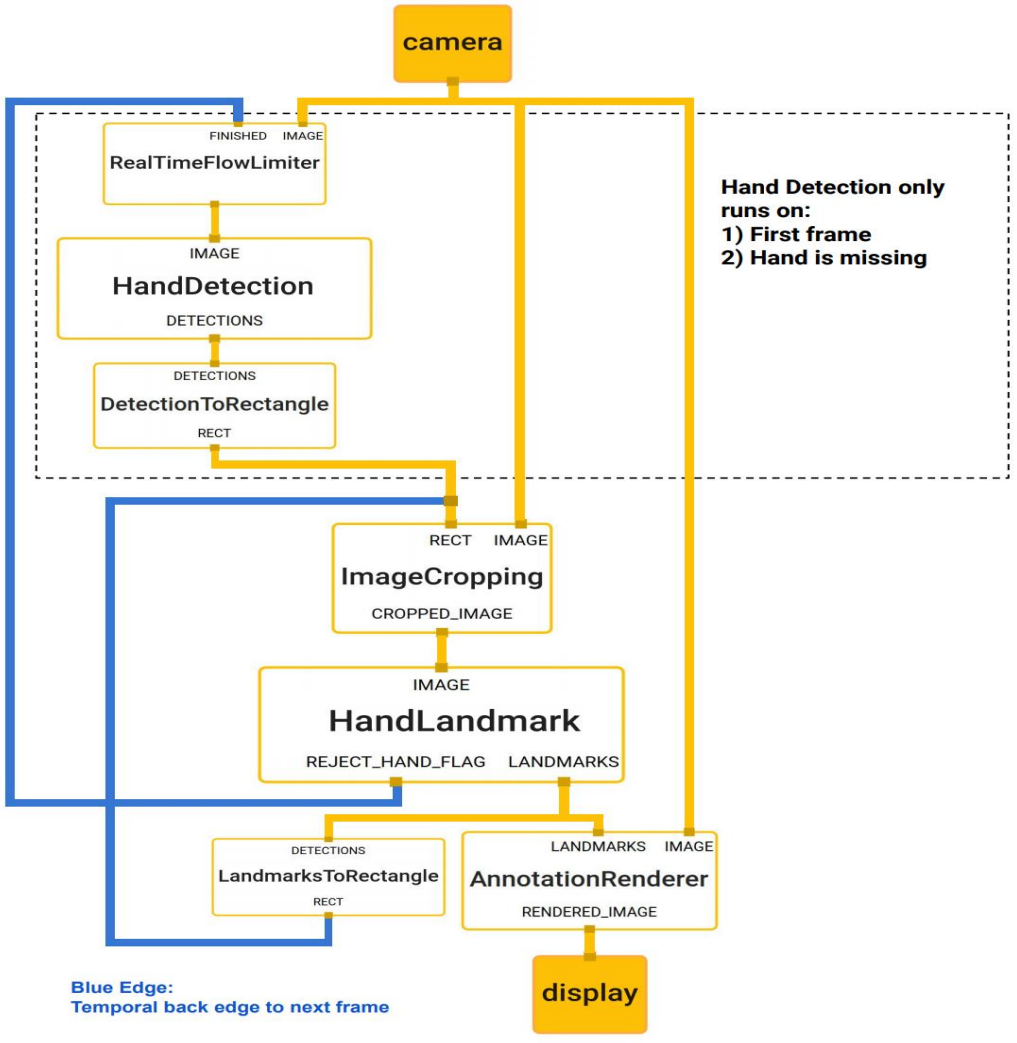 camera
FINISHED IMAGE
RealTimeFlowLimiter
Hand Detection only
runs on:
1) First frame
2) Hand is missing
IMAGE
HandDetection
DETECTIONS
DETECTIONS
DetectionToRectangle
RECT
RECT IMAGE
ImageCropping
CROPPED_IMAGE
IMAGE
HandLandmark
REJECT_HAND_FLAG LANDMARKS
DETECTIONS
LandmarksToRectangle
RECT
LANDMARKS IMAGE
AnnotationRenderer
RENDERED_IMAGE
Blue Edge:
Temporal back edge to next frame
display